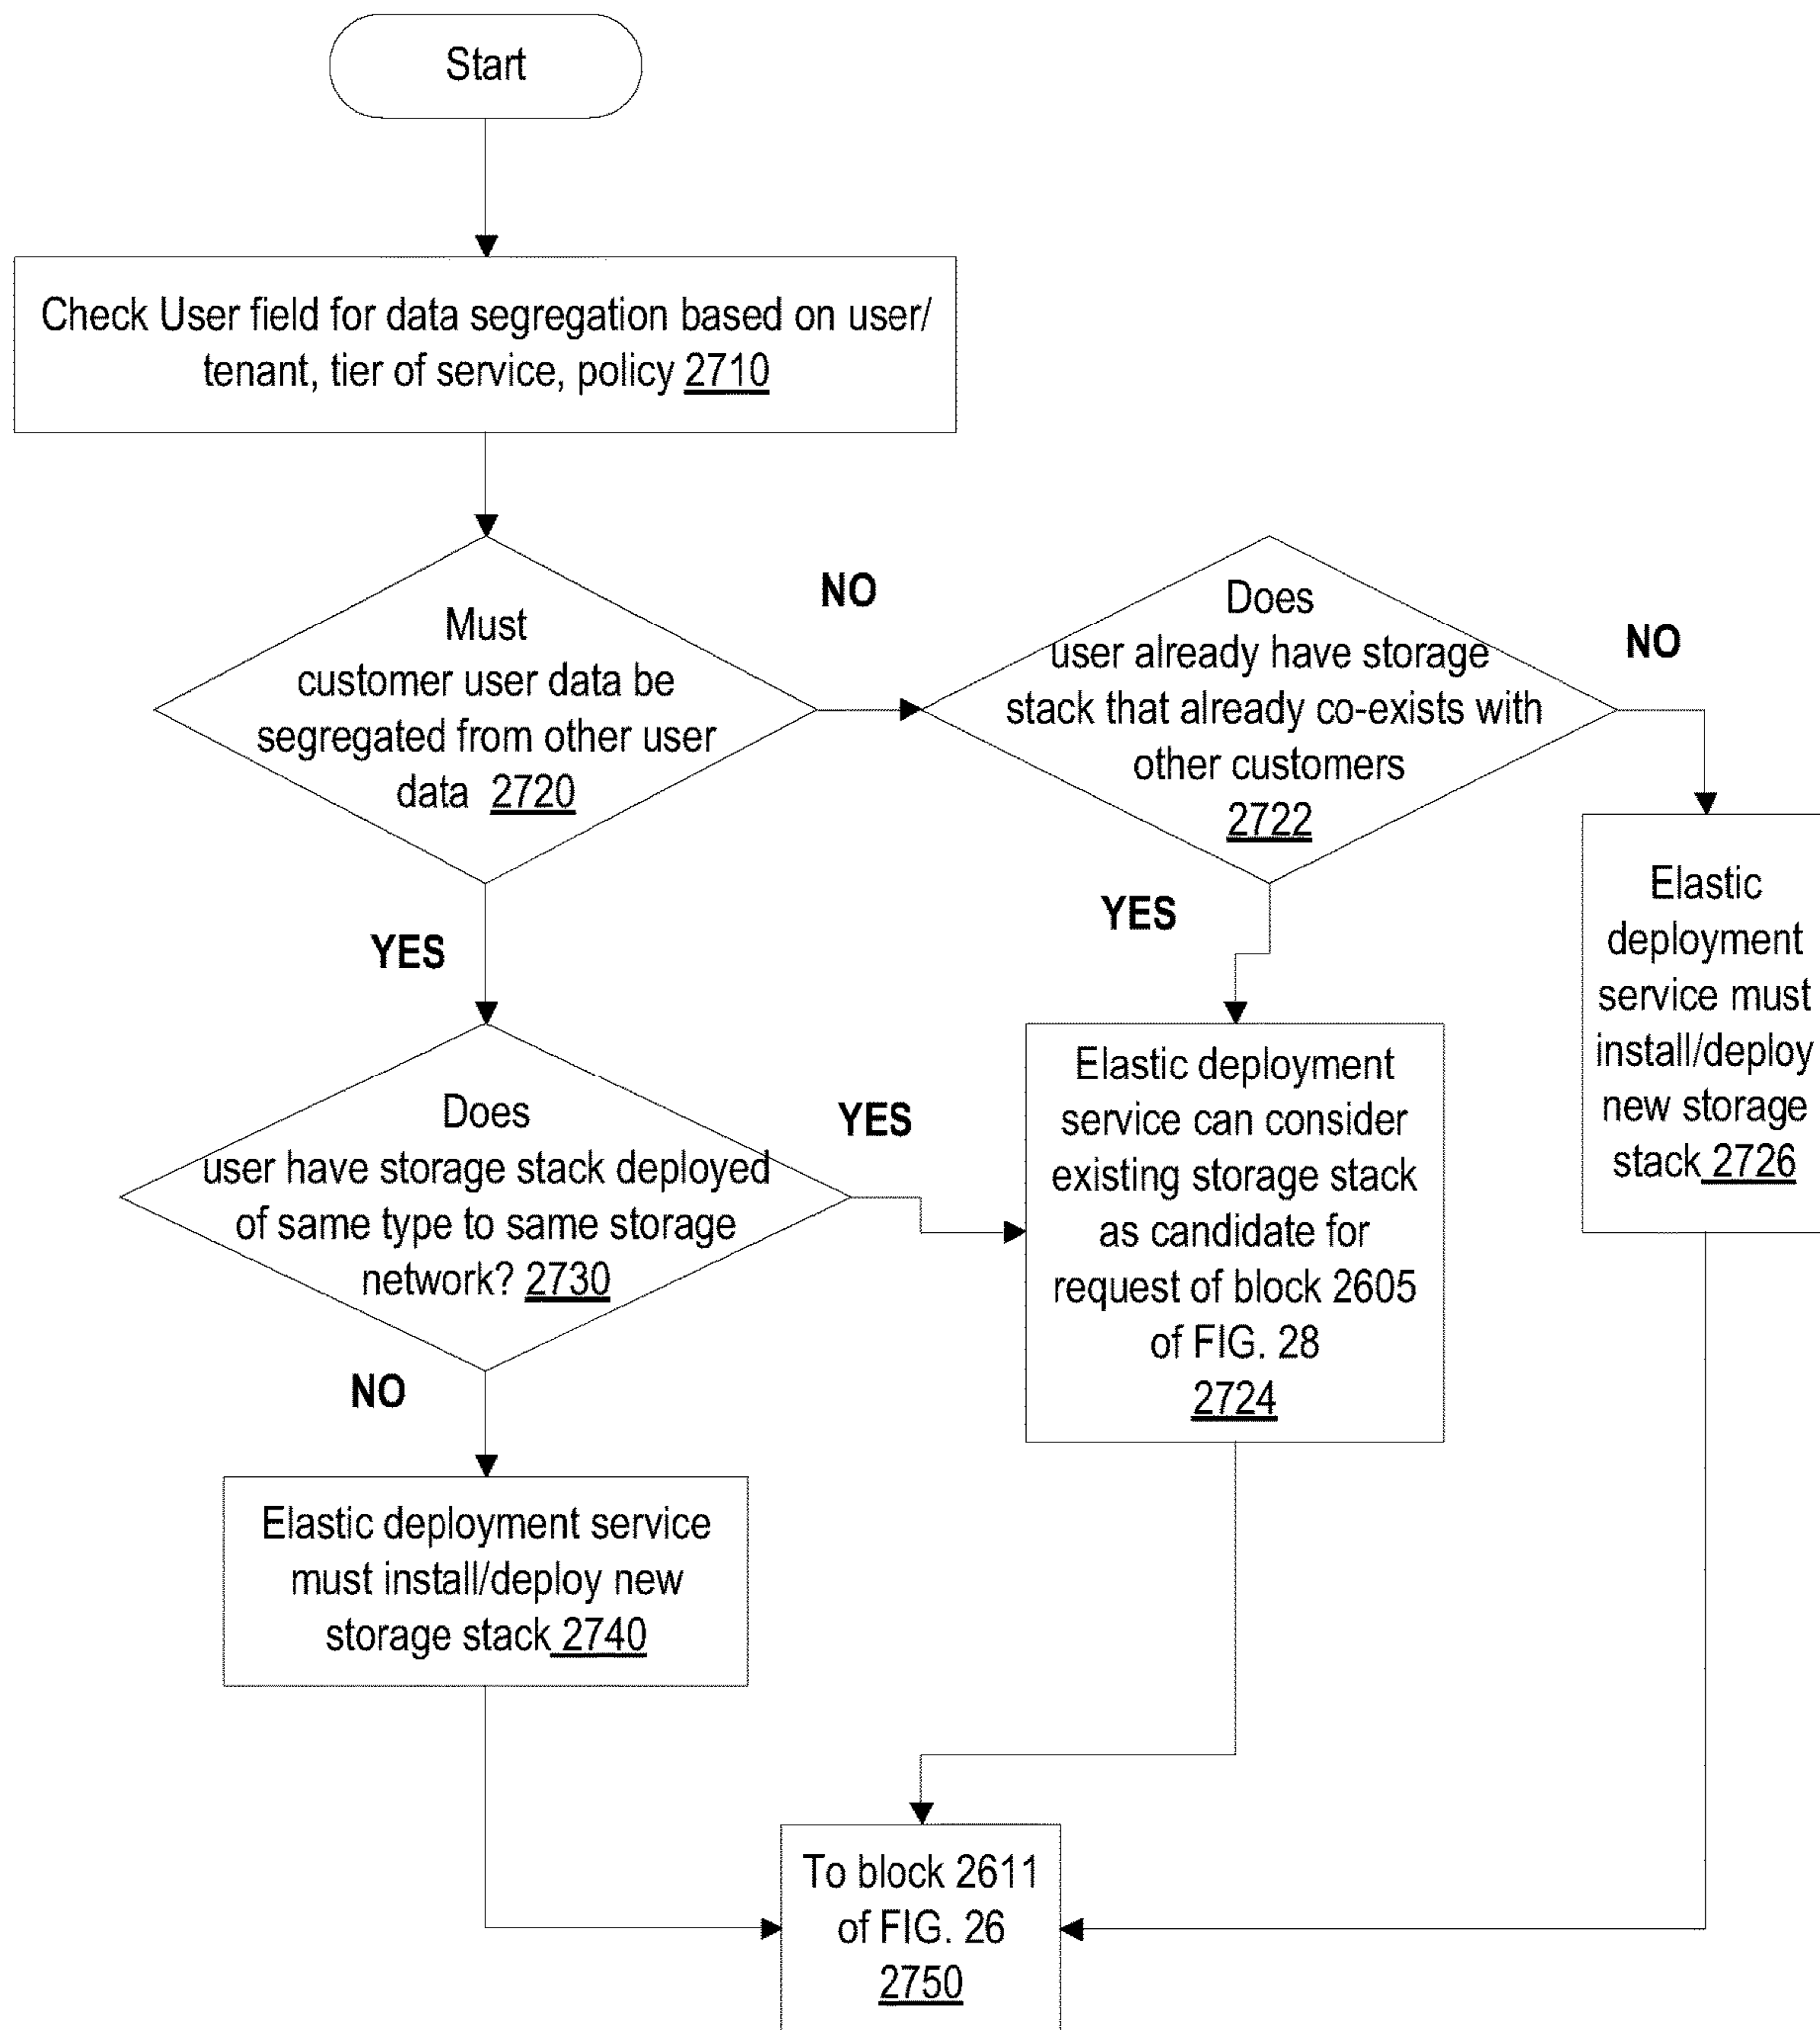 Start
Check User field for data segregation based on user/
tenant, tier of service, policy 2710
Must
customer user data be
segregated from other user
data 2720
NO
Does
user already have storage
stack that already co-exists with
other customers
2722
NO
YES
YES
Elastic
deployment
service must
install/deploy
new storage
stack 2726
Does
user have storage stack deployed
of same type to same storage
network? 2730
YES
Elastic deployment
service can consider
existing storage stack
as candidate for
request of block 2605
of FIG. 28
2724
NO
Elastic deployment service
must install/deploy new
storage stack 2740
To block 2611
of FIG. 26
2750